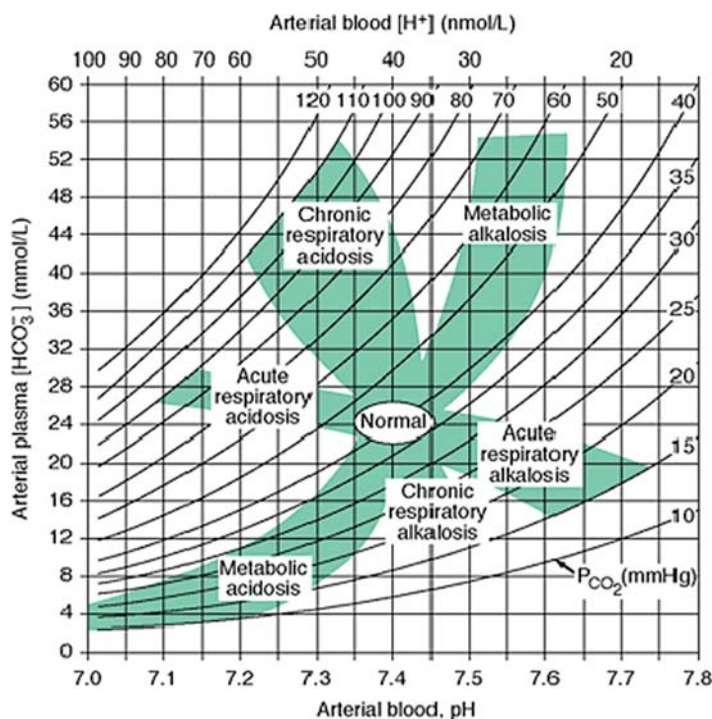 Arterial blood [H+] (nmol/L)
100 90 80 70 60 50 40 30 20
60 120 110 100 90 80 70 60 50 40
56
52
35
48
Chronic
respiratory
acidosis
Metabolic
alkalosis
44
30
40
36
25
32
28
Acute
respiratory
acidosis
20
24
Normal
Acute
respiratory
alkalosis
20
15
16
Chronic
respiratory
alkalosis
12
10
8
Metabolic
acidosis
PCO2(mmHg)
4
0
7.0 7.1 7.2 7.3 7.4 7.5 7.6 7.7 7.8
Arterial blood, pH
Arterial plasma [HCO3−] (mmol/L)